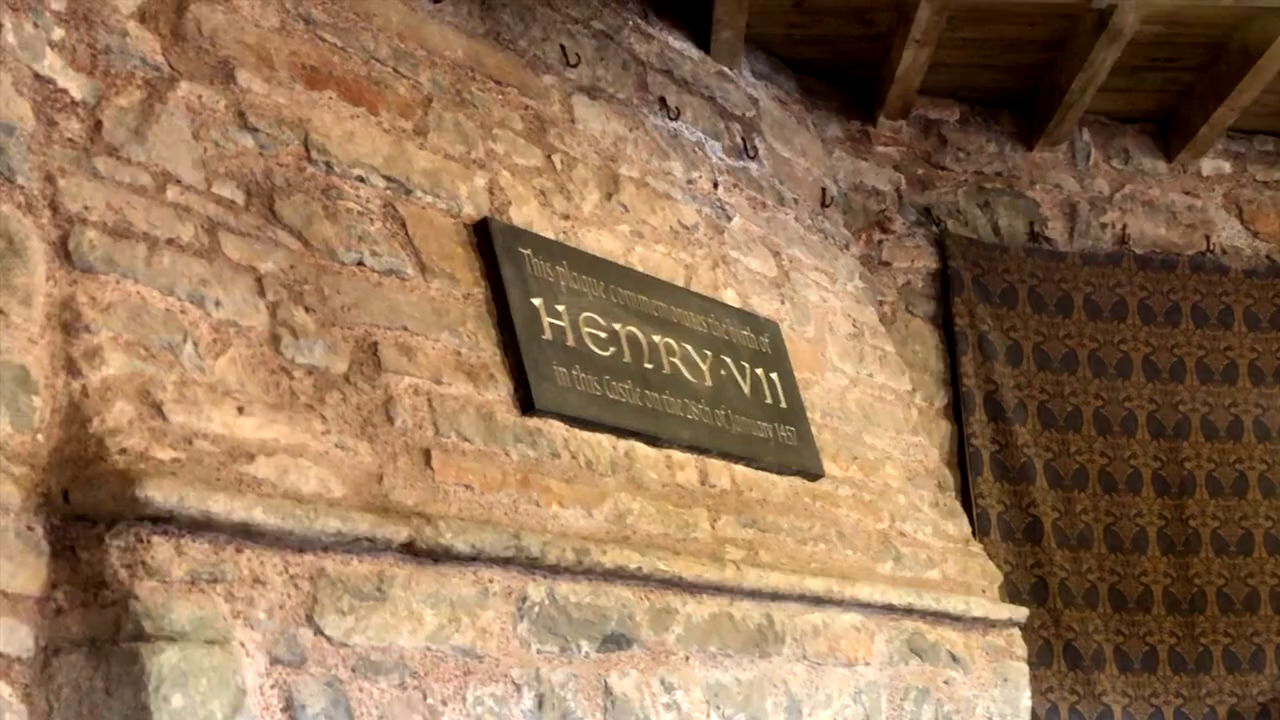 This plaque commemorates the birth of
HENRY·VII
in this Castle on the 28th of January 1457